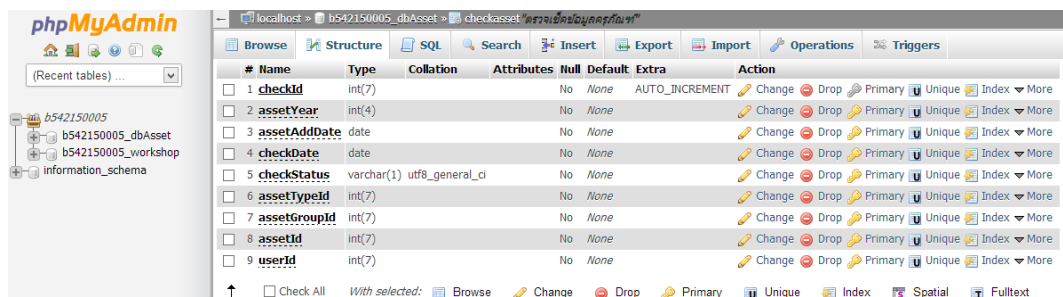 phpMyAdmin
(Recent tables) ...
b542150005
b542150005_dbAsset
b542150005_workshop
information_schema
localhost » b542150005_dbAsset » checkasset "ตรวจเช็คข้อมูลครุภัณฑ์"
Browse Structure SQL Search Insert Export Import Operations Triggers
# Name Type Collation Attributes Null Default Extra Action
1 checkId int(7) No None AUTO_INCREMENT Change Drop Primary Unique Index More
2 assetYear int(4) No None Change Drop Primary Unique Index More
3 assetAddDate date No None Change Drop Primary Unique Index More
4 checkDate date No None Change Drop Primary Unique Index More
5 checkStatus varchar(1) utf8_general_ci No None Change Drop Primary Unique Index More
6 assetTypeId int(7) No None Change Drop Primary Unique Index More
7 assetGroupId int(7) No None Change Drop Primary Unique Index More
8 assetId int(7) No None Change Drop Primary Unique Index More
9 userId int(7) No None Change Drop Primary Unique Index More
Check All With selected: Browse Change Drop Primary Unique Index Spatial Fulltext